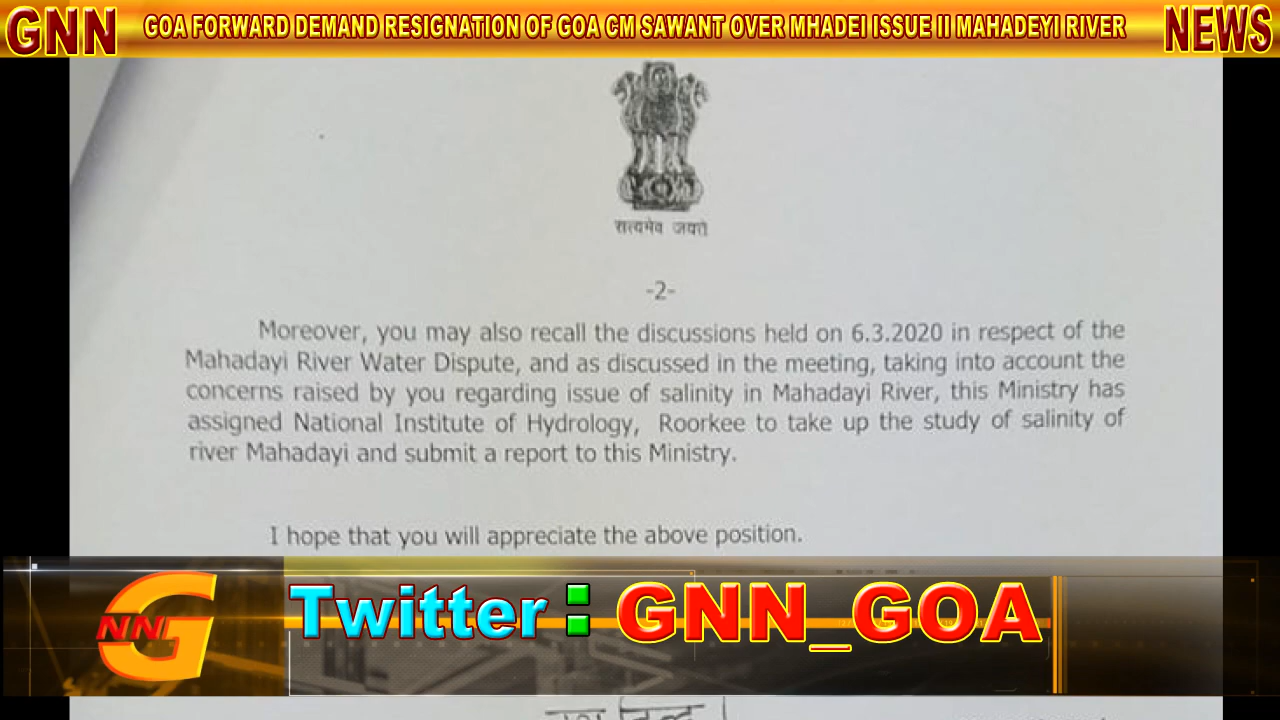 GNN
GOA FORWARD DEMAND RESIGNATION OF GOA CM SAWANT OVER MHADEI ISSUE II MAHADEYI RIVER
NEWS
सत्यमेव जयते
-2-
Moreover, you may also recall the discussions held on 6.3.2020 in respect of the
Mahadayi River Water Dispute, and as discussed in the meeting, taking into account the
concerns raised by you regarding issue of salinity in Mahadayi River, this Ministry has
assigned National Institute of Hydrology, Roorkee to take up the study of salinity of
river Mahadayi and submit a report to this Ministry.
I hope that you will appreciate the above position.
NN G
Twitter : GNN_GOA